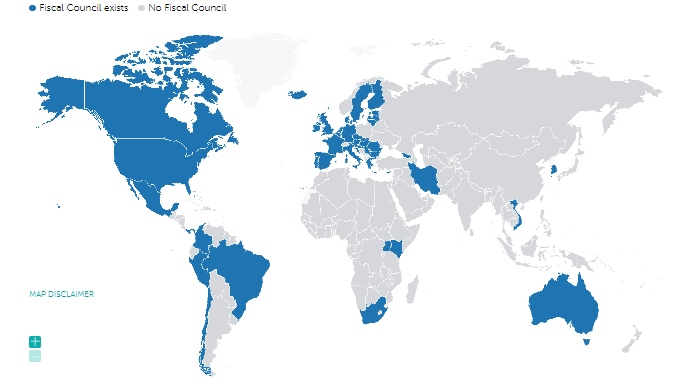 Fiscal Council exists No Fiscal Council
MAP DISCLAIMER
+
−